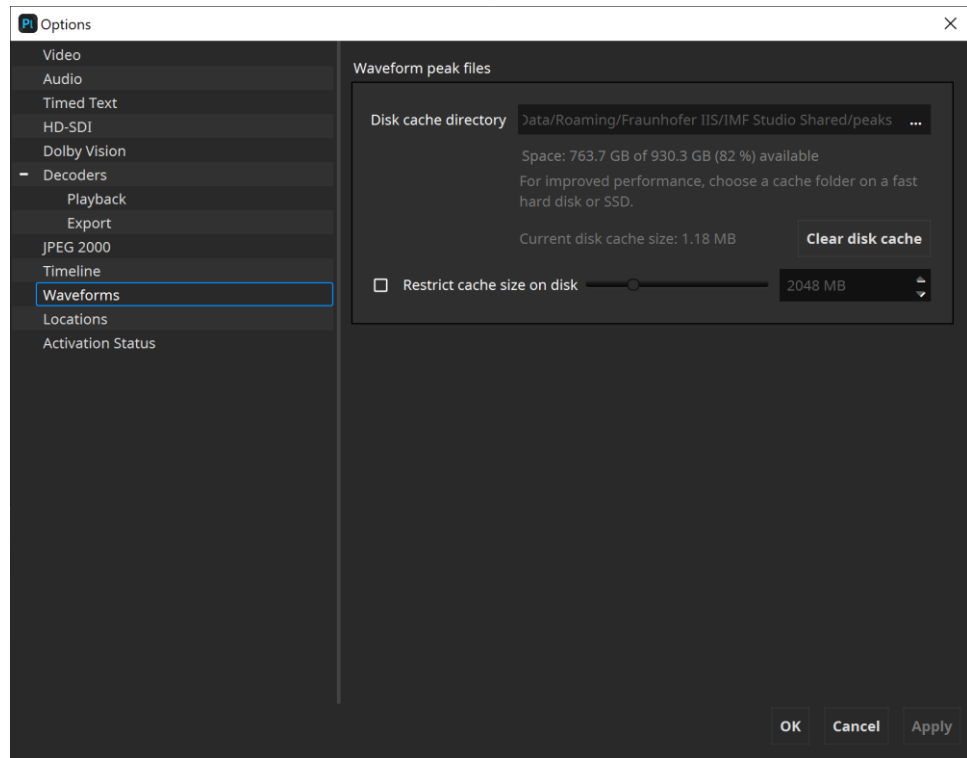 Pt Options
Video
Audio
Timed Text
HD-SDI
Dolby Vision
Decoders
Playback
Export
JPEG 2000
Timeline
Waveforms
Locations
Activation Status
Waveform peak files
Disk cache directory Data/Roaming/Fraunhofer IIS/IMF Studio Shared/peaks ...
Space: 763.7 GB of 930.3 GB (82 %) available
For improved performance, choose a cache folder on a fast
hard disk or SSD.
Current disk cache size: 1.18 MB Clear disk cache
Restrict cache size on disk 2048 MB
OK Cancel Apply